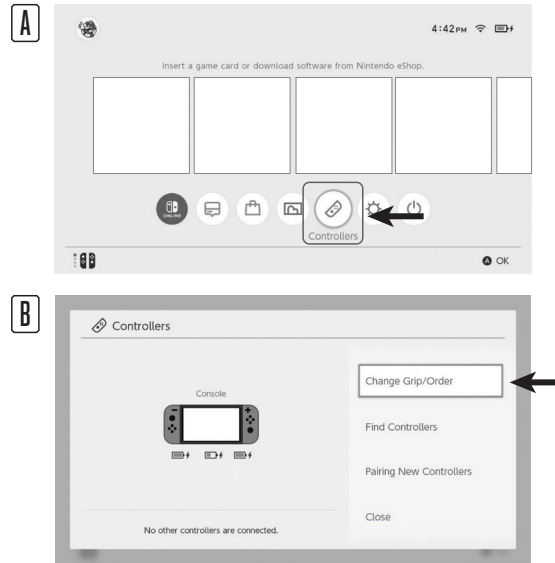 A
4:42PM
Insert a game card or download software from Nintendo eShop.
ONLINE
Controllers
A OK
B
Controllers
Console
Change Grip/Order
Find Controllers
Pairing New Controllers
Close
No other controllers are connected.